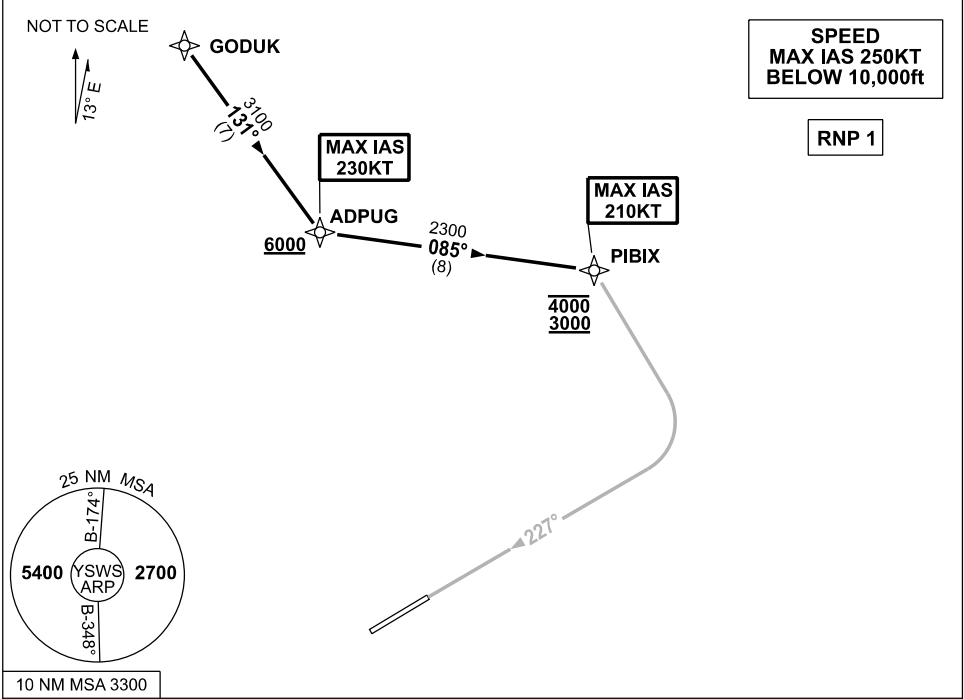 NOT TO SCALE
13° E
GODUK
SPEED
MAX IAS 250KT
BELOW 10,000ft
RNP 1
3100
131°
(7)
MAX IAS
230KT
ADPUG
6000
2300
085°
(8)
MAX IAS
210KT
PIBIX
4000
3000
227°
25 NM MSA
B-174°
5400
YSWS
ARP
2700
B-348°
10 NM MSA 3300